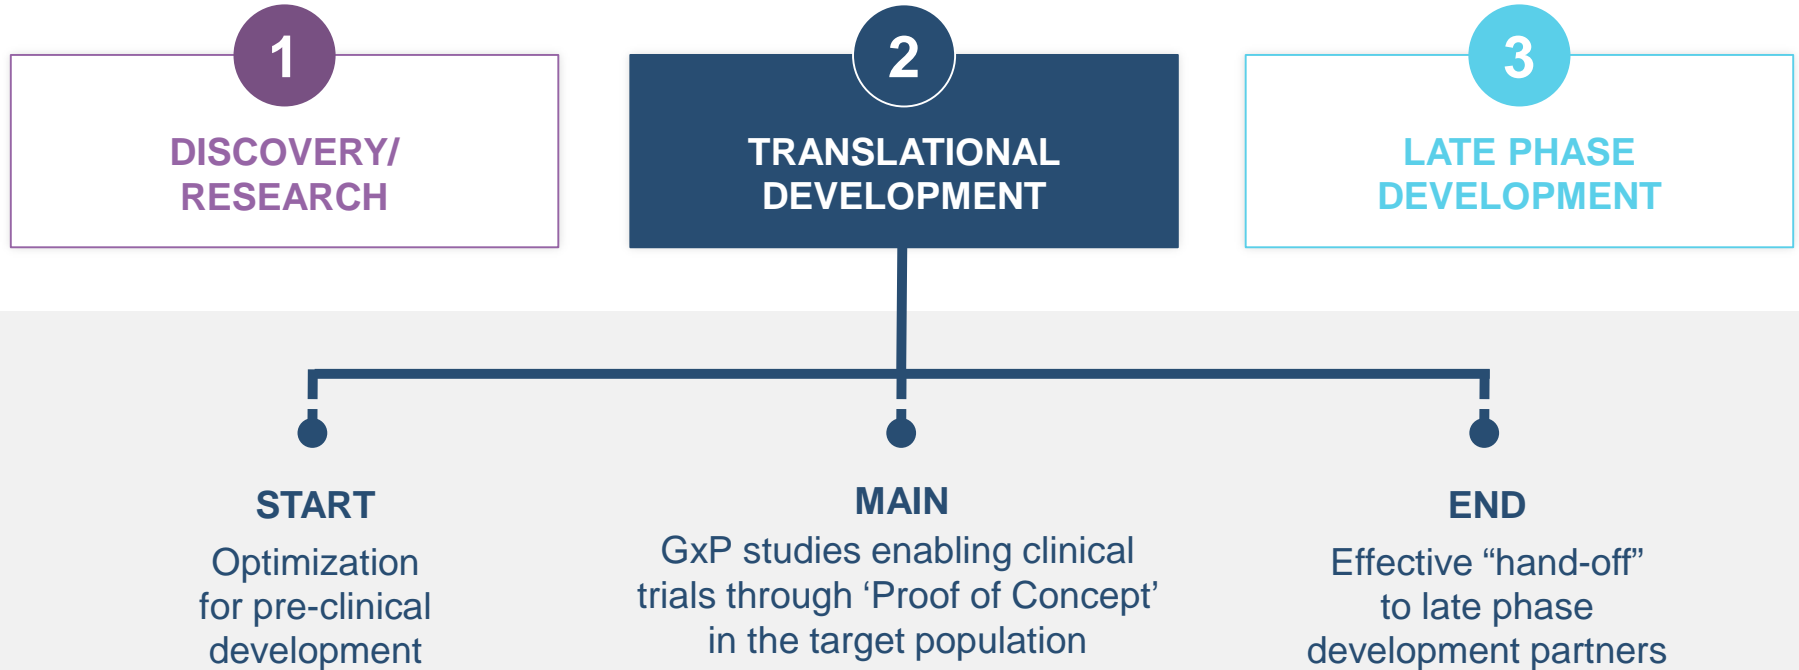 1
DISCOVERY/
RESEARCH
2
TRANSLATIONAL
DEVELOPMENT
3
LATE PHASE
DEVELOPMENT
START
Optimization
for pre-clinical
development
MAIN
GxP studies enabling clinical
trials through ‘Proof of Concept’
in the target population
END
Effective “hand-off”
to late phase
development partners